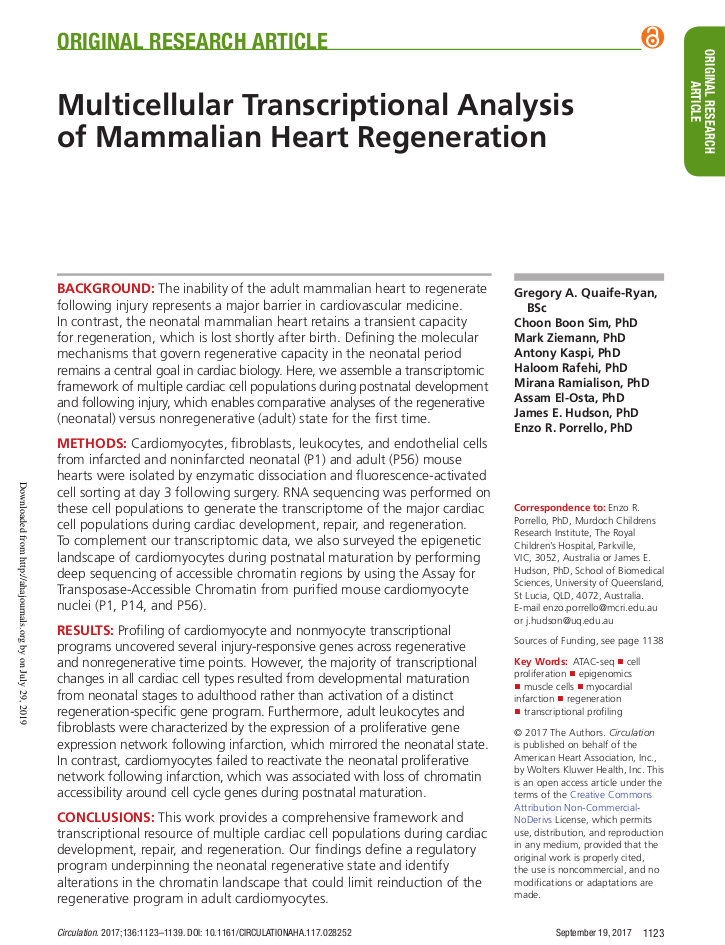 ORIGINAL RESEARCH ARTICLE
ORIGINAL RESEARCH
ARTICLE
Multicellular Transcriptional Analysis
of Mammalian Heart Regeneration
BACKGROUND: The inability of the adult mammalian heart to regenerate
following injury represents a major barrier in cardiovascular medicine.
In contrast, the neonatal mammalian heart retains a transient capacity
for regeneration, which is lost shortly after birth. Defining the molecular
mechanisms that govern regenerative capacity in the neonatal period
remains a central goal in cardiac biology. Here, we assemble a transcriptomic
framework of multiple cardiac cell populations during postnatal development
and following injury, which enables comparative analyses of the regenerative
(neonatal) versus nonregenerative (adult) state for the first time.
METHODS: Cardiomyocytes, fibroblasts, leukocytes, and endothelial cells
from infarcted and noninfarcted neonatal (P1) and adult (P56) mouse
hearts were isolated by enzymatic dissociation and fluorescence-activated
cell sorting at day 3 following surgery. RNA sequencing was performed on
these cell populations to generate the transcriptome of the major cardiac
cell populations during cardiac development, repair, and regeneration.
To complement our transcriptomic data, we also surveyed the epigenetic
landscape of cardiomyocytes during postnatal maturation by performing
deep sequencing of accessible chromatin regions by using the Assay for
Transposase-Accessible Chromatin from purified mouse cardiomyocyte
nuclei (P1, P14, and P56).
RESULTS: Profiling of cardiomyocyte and nonmyocyte transcriptional
programs uncovered several injury-responsive genes across regenerative
and nonregenerative time points. However, the majority of transcriptional
changes in all cardiac cell types resulted from developmental maturation
from neonatal stages to adulthood rather than activation of a distinct
regeneration-specific gene program. Furthermore, adult leukocytes and
fibroblasts were characterized by the expression of a proliferative gene
expression network following infarction, which mirrored the neonatal state.
In contrast, cardiomyocytes failed to reactivate the neonatal proliferative
network following infarction, which was associated with loss of chromatin
accessibility around cell cycle genes during postnatal maturation.
CONCLUSIONS: This work provides a comprehensive framework and
transcriptional resource of multiple cardiac cell populations during cardiac
development, repair, and regeneration. Our findings define a regulatory
program underpinning the neonatal regenerative state and identify
alterations in the chromatin landscape that could limit reinduction of the
regenerative program in adult cardiomyocytes.
Gregory A. Quaife-Ryan,
BSc
Choon Boon Sim, PhD
Mark Ziemann, PhD
Antony Kaspi, PhD
Haloom Rafehi, PhD
Mirana Ramialison, PhD
Assam El-Osta, PhD
James E. Hudson, PhD
Enzo R. Porrello, PhD
Correspondence to: Enzo R.
Porrello, PhD, Murdoch Childrens
Research Institute, The Royal
Children's Hospital, Parkville,
VIC, 3052, Australia or James E.
Hudson, PhD, School of Biomedical
Sciences, University of Queensland,
St Lucia, QLD, 4072, Australia.
E-mail enzo.porrello@mcri.edu.au
or j.hudson@uq.edu.au
Sources of Funding, see page 1138
Key Words: ATAC-seq ■ cell
proliferation ■ epigenomics
■ muscle cells ■ myocardial
infarction ■ regeneration
■ transcriptional profiling
© 2017 The Authors. Circulation
is published on behalf of the
American Heart Association, Inc.,
by Wolters Kluwer Health, Inc. This
is an open access article under the
terms of the Creative Commons
Attribution Non-Commercial-
NoDerivs License, which permits
use, distribution, and reproduction
in any medium, provided that the
original work is properly cited,
the use is noncommercial, and no
modifications or adaptations are
made.
Downloaded from http://ahajournals.org by on July 29, 2019
Circulation. 2017;136:1123–1139. DOI: 10.1161/CIRCULATIONAHA.117.028252
September 19, 2017 1123